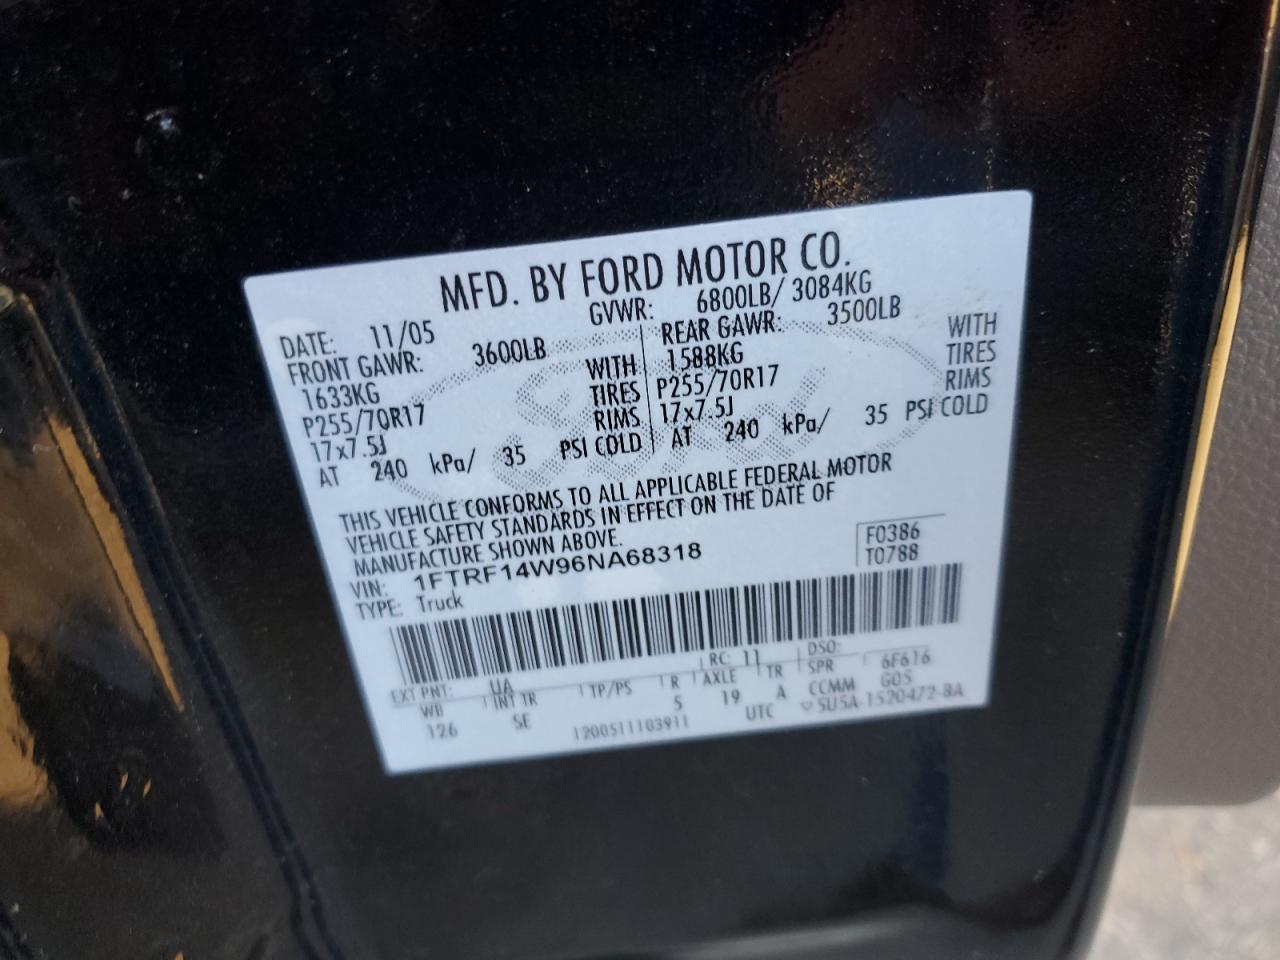 MFD. BY FORD MOTOR CO.
DATE: 11/05 GVWR: 6800LB/ 3084KG
FRONT GAWR: 3600LB REAR GAWR: 3500LB
1633KG WITH 1588KG WITH
P255/70R17 TIRES P255/70R17 TIRES
17x7.5J RIMS 17x7.5J RIMS
AT 240 kPa/ 35 PSI COLD AT 240 kPa/ 35 PSI COLD
THIS VEHICLE CONFORMS TO ALL APPLICABLE FEDERAL MOTOR
VEHICLE SAFETY STANDARDS IN EFFECT ON THE DATE OF
MANUFACTURE SHOWN ABOVE.
VIN: 1FTRF14W96NA68318 F0386
TYPE: Truck T0788
EXT PNT: UA RC: 11 DSO:
WB INT TR TP/PS R AXLE TR SPR 6F616
126 SE 5 19 A CCMM G05
1200511103911 UTC ▽SU5A-1520472-BA